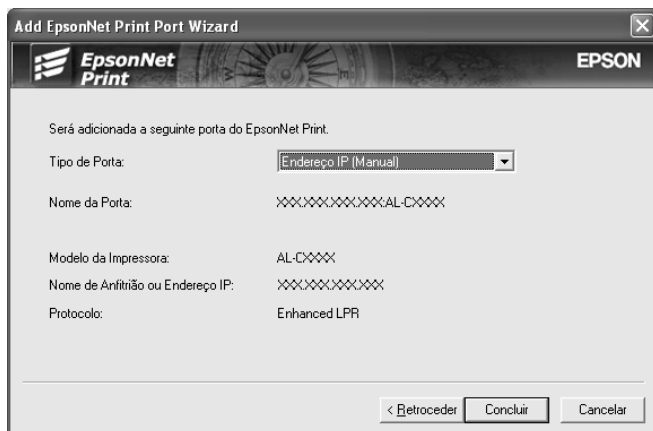 Add EpsonNet Print Port Wizard
EpsonNet
Print
EPSON
Será adicionada a seguinte porta do EpsonNet Print.
Tipo de Porta: Endereço IP (Manual)
Nome da Porta: XXX.XXX.XXX.XXX:AL-CXXXX
Modelo da Impressora: AL-CXXXX
Nome de Anfitrião ou Endereço IP: XXX.XXX.XXX.XXX
Protocolo: Enhanced LPR
< Retroceder Concluir Cancelar